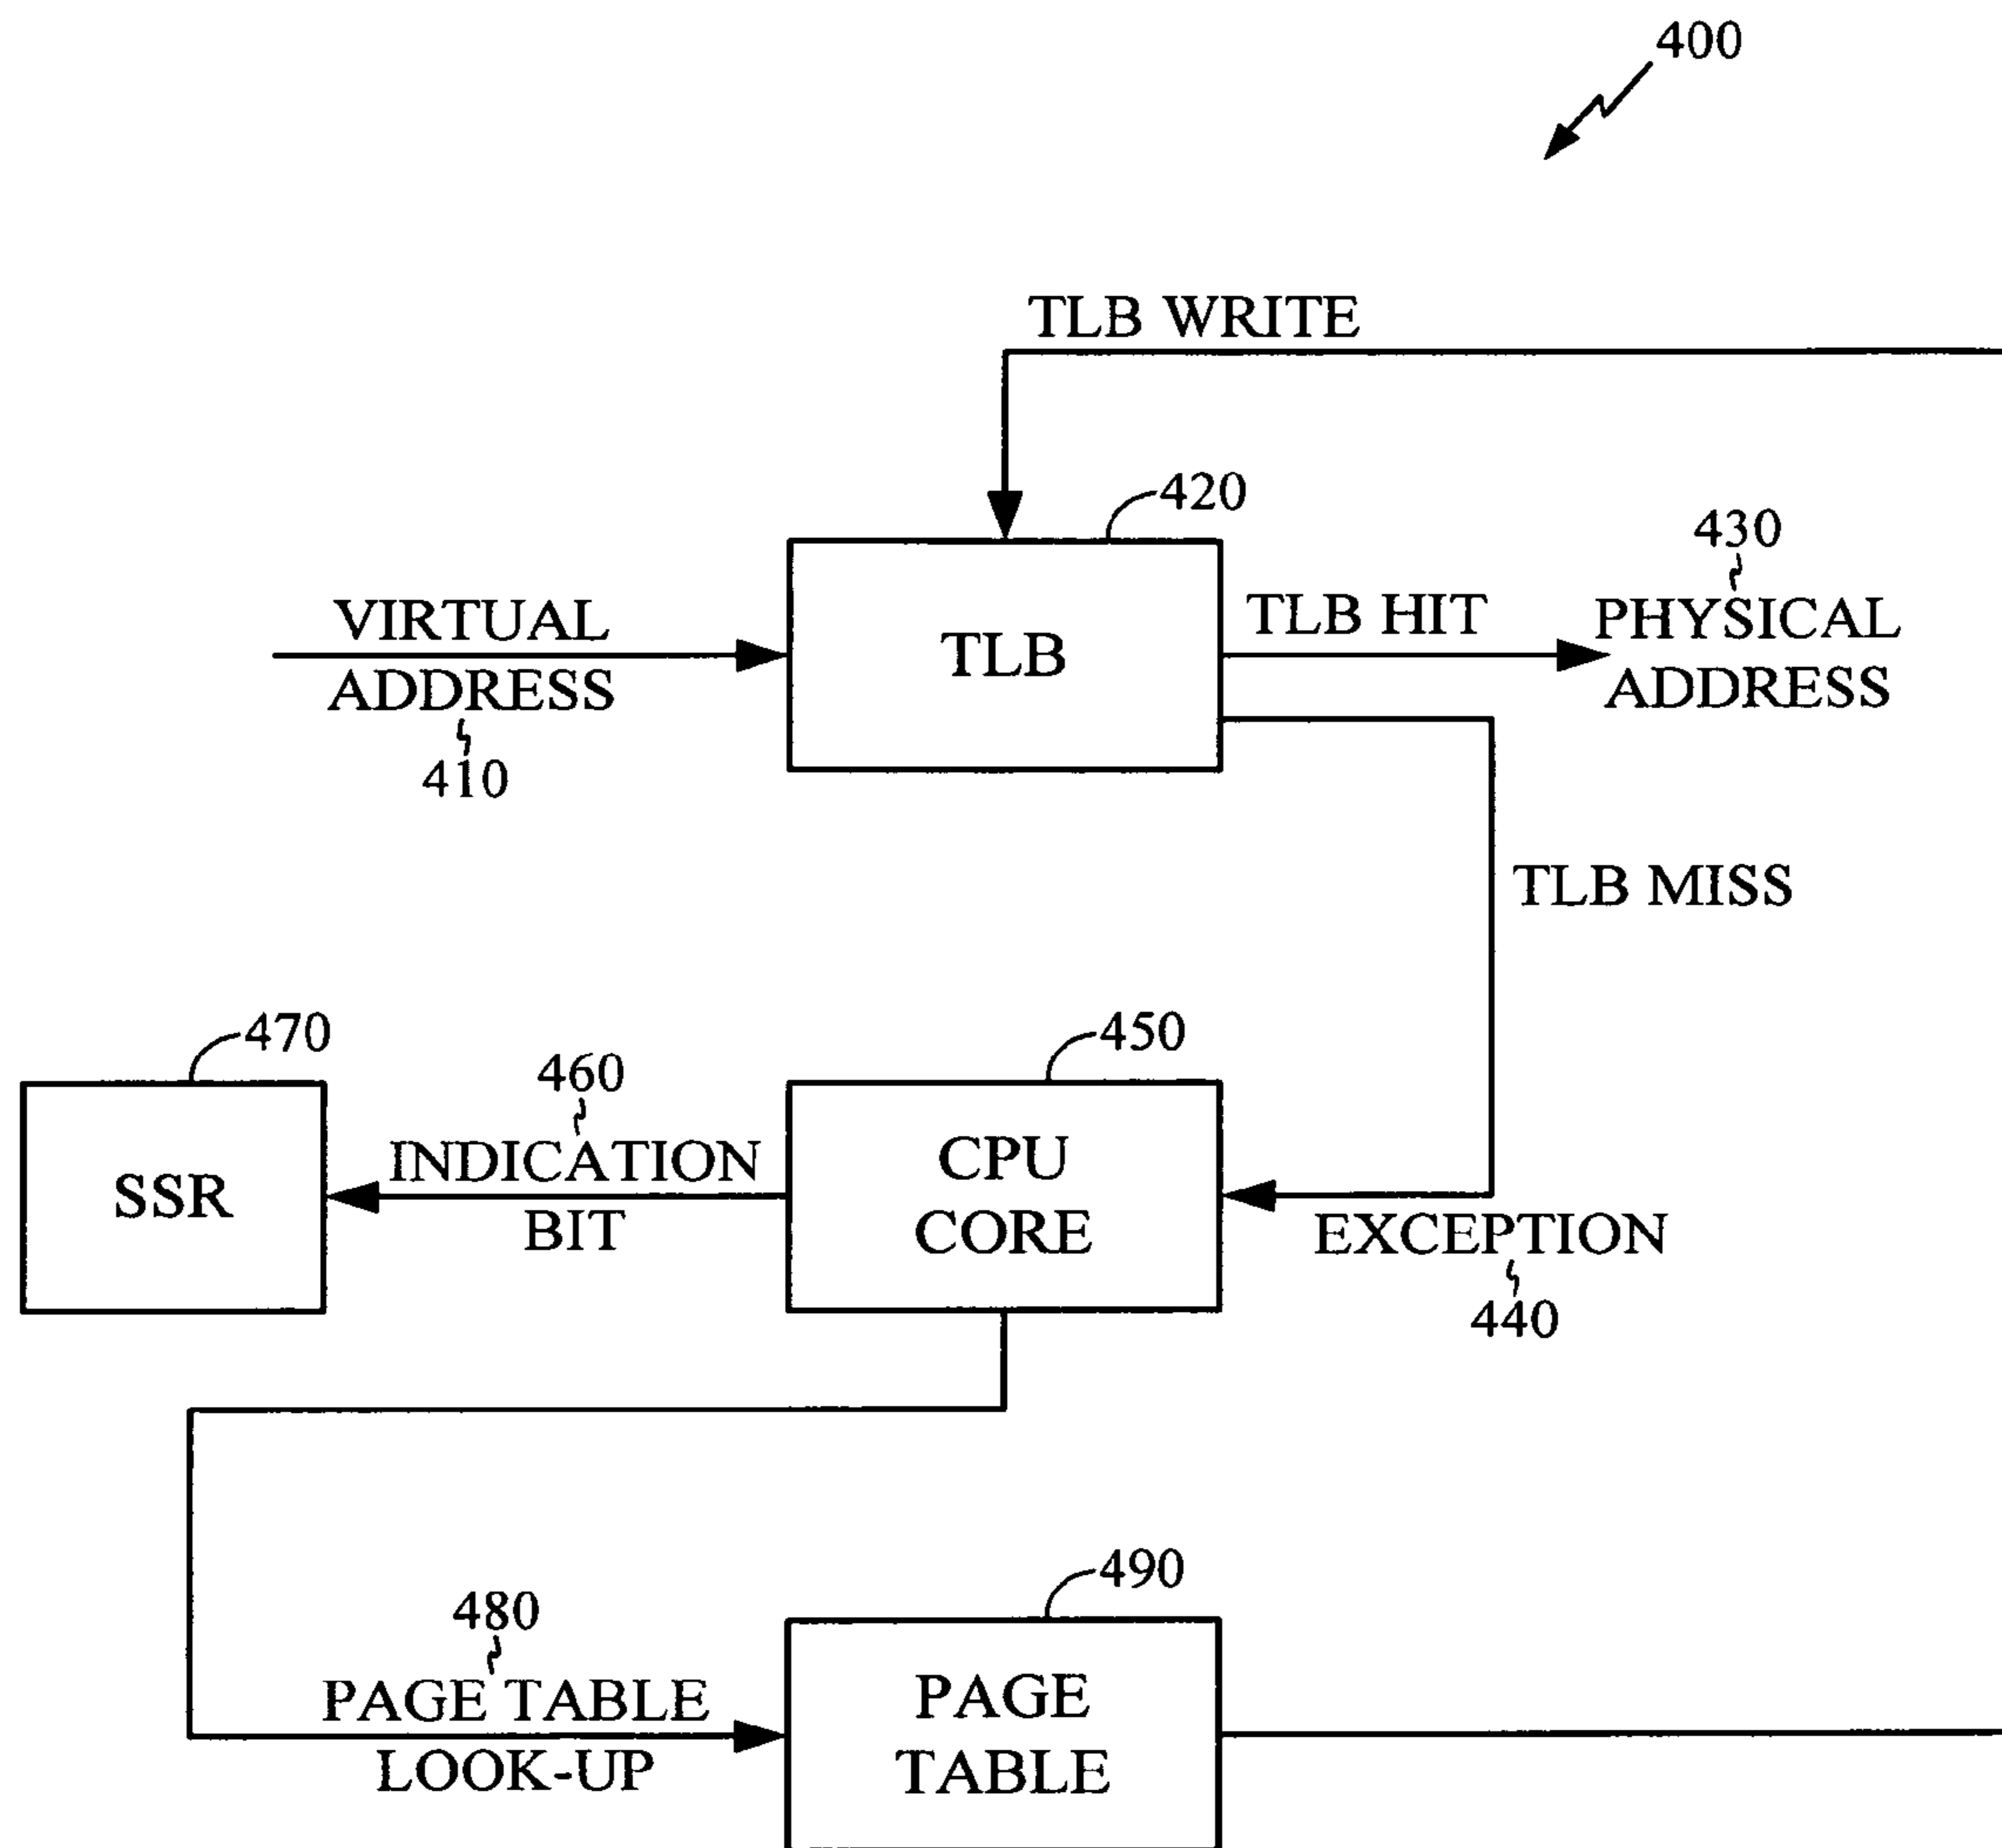 400
TLB WRITE
420
430
VIRTUAL
ADDRESS
410
TLB
TLB HIT
PHYSICAL
ADDRESS
TLB MISS
470
460
450
SSR
INDICATION
BIT
CPU
CORE
EXCEPTION
440
480
490
PAGE TABLE
LOOK-UP
PAGE
TABLE